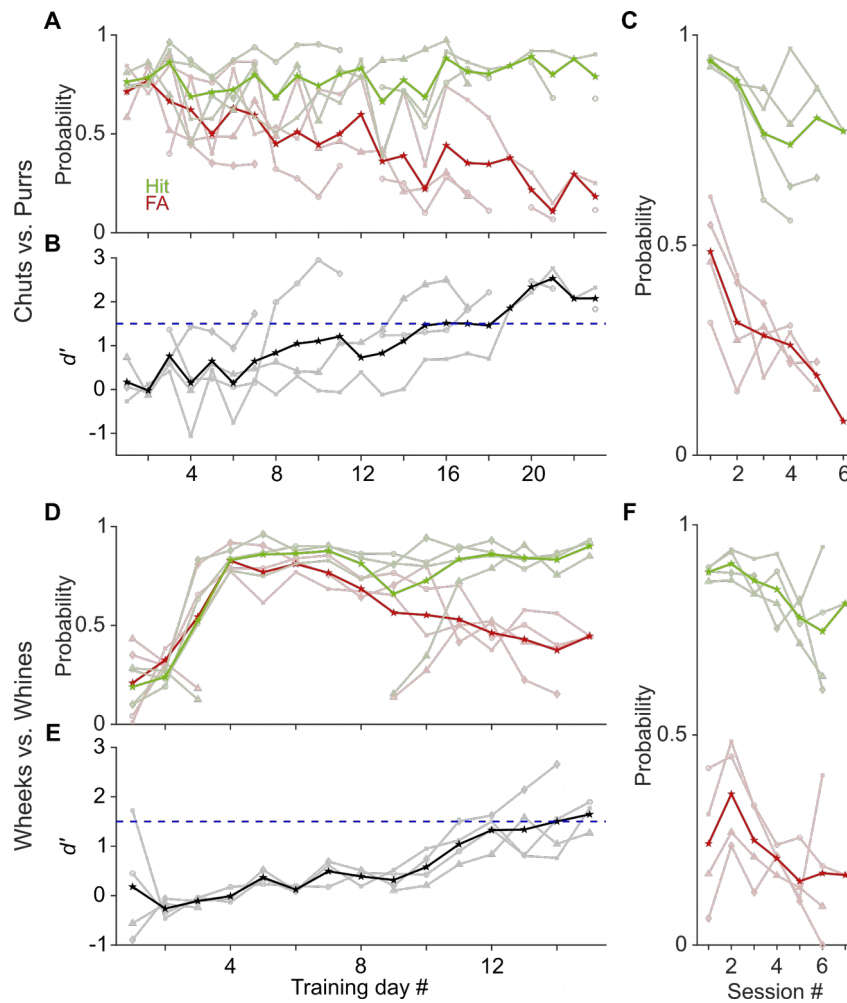 A
1
Probability
0.5
Hit
FA
0
Chuts vs. Purrs
B
3
2
d'
1
0
-1
4
8
12
16
20
C
1
Probability
0.5
0
2
4
6
D
1
Probability
0.5
0
Wheeks vs. Whines
E
3
2
d'
1
0
-1
4
8
12
Training day #
F
1
Probability
0.5
0
2
4
6
Session #